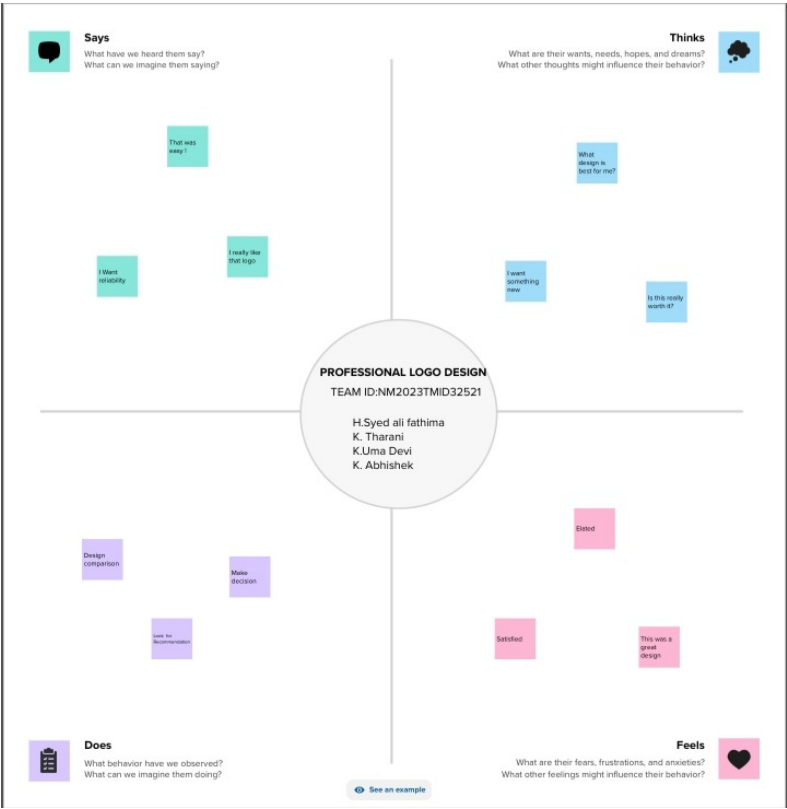 Says
What have we heard them say?
What can we imagine them saying?
Thinks
What are their wants, needs, hopes, and dreams?
What other thoughts might influence their behavior?
That was
easy !
I really like
that logo
I Want
reliability
What
design is
best for me?
I want
something
new
Is this really
worth it?
PROFESSIONAL LOGO DESIGN
TEAM ID:NM2023TMID32521
H.Syed ali fathima
K. Tharani
K.Uma Devi
K. Abhishek
Design
comparison
Make
decision
Look for
Recommendation
Elated
Satisfied
This was a
great
design
Does
What behavior have we observed?
What can we imagine them doing?
Feels
What are their fears, frustrations, and anxieties?
What other feelings might influence their behavior?
See an example